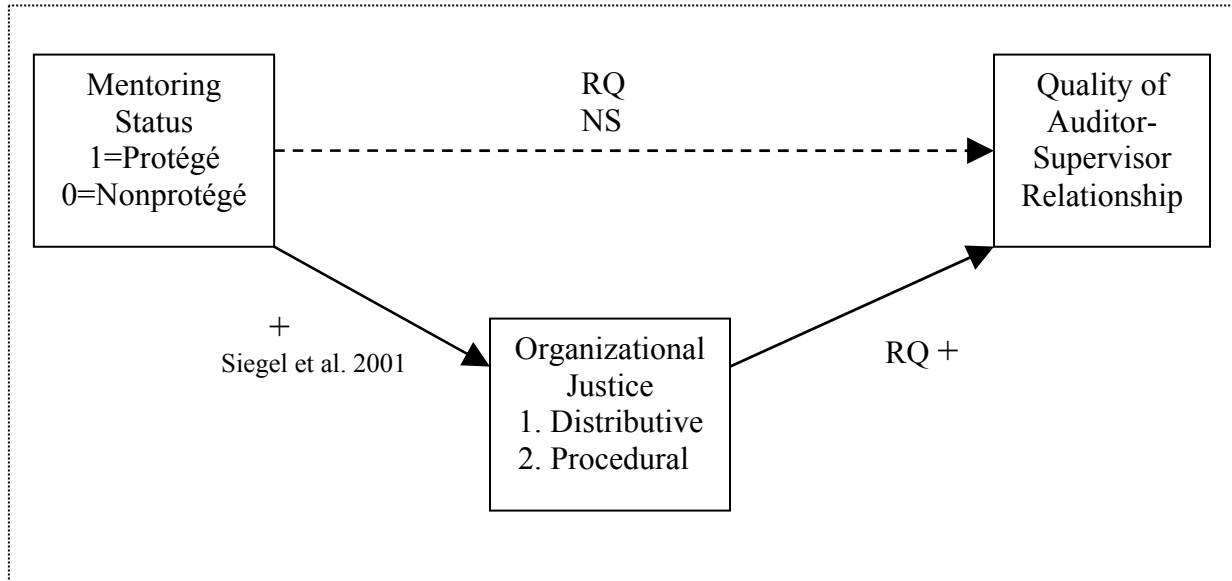 Mentoring
Status
1=Protégé
0=Nonprotégé
RQ
NS
Quality of
Auditor-
Supervisor
Relationship
+
Siegel et al. 2001
Organizational
Justice
1. Distributive
2. Procedural
RQ +